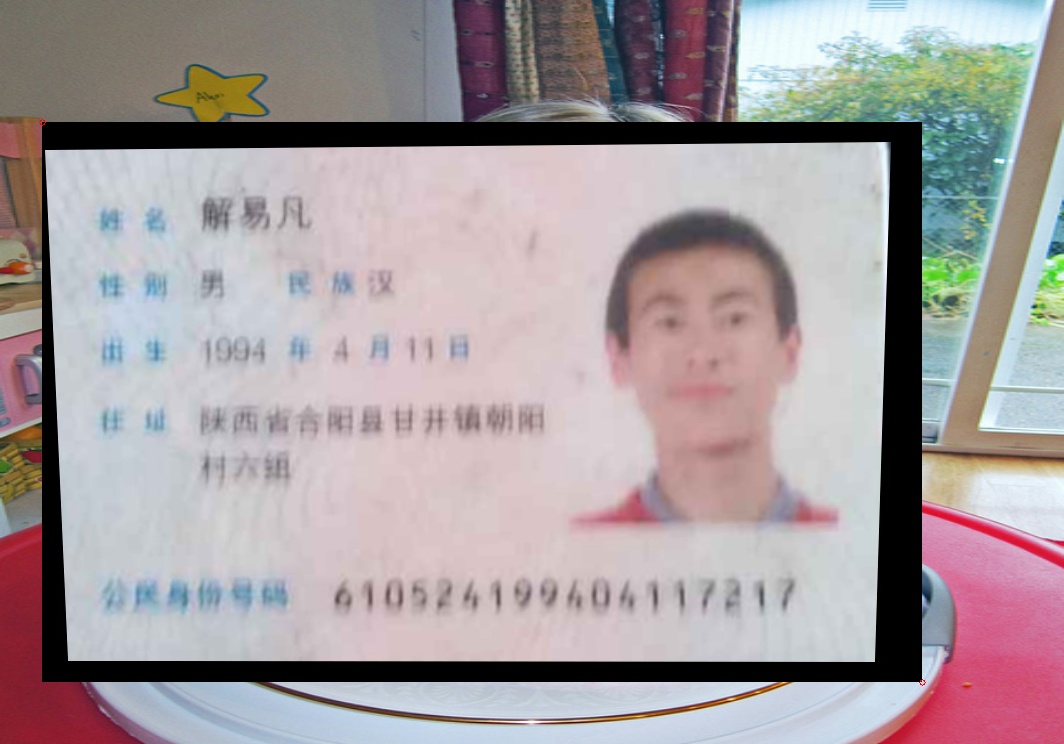 姓名 解易凡
性别 男 民族 汉
出生 1994 年 4 月 11 日
住址 陕西省合阳县甘井镇朝阳
村六组
公民身份号码 610524199404117217